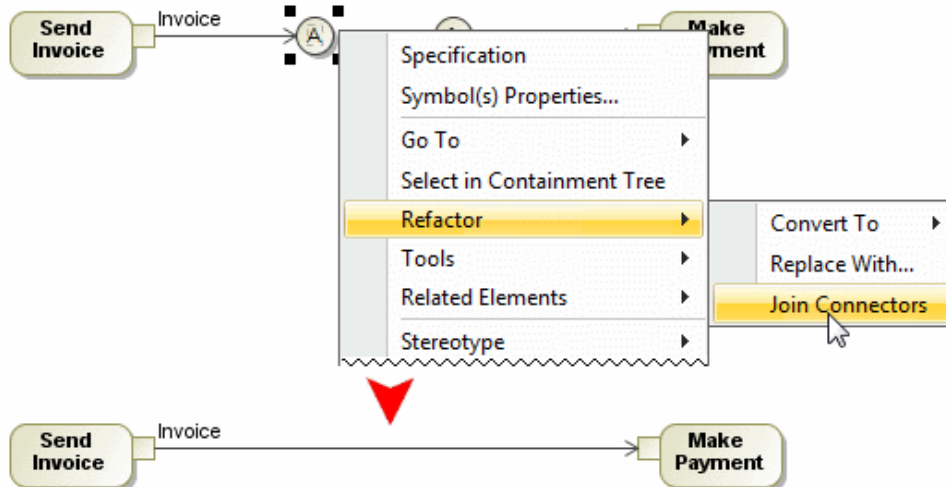 Send
Invoice
Invoice
A
Make
ment
Specification
Symbol(s) Properties...
Go To
Select in Containment Tree
Refactor
Tools
Related Elements
Stereotype
Convert To
Replace With...
Join Connectors
Send
Invoice
Invoice
Make
Payment